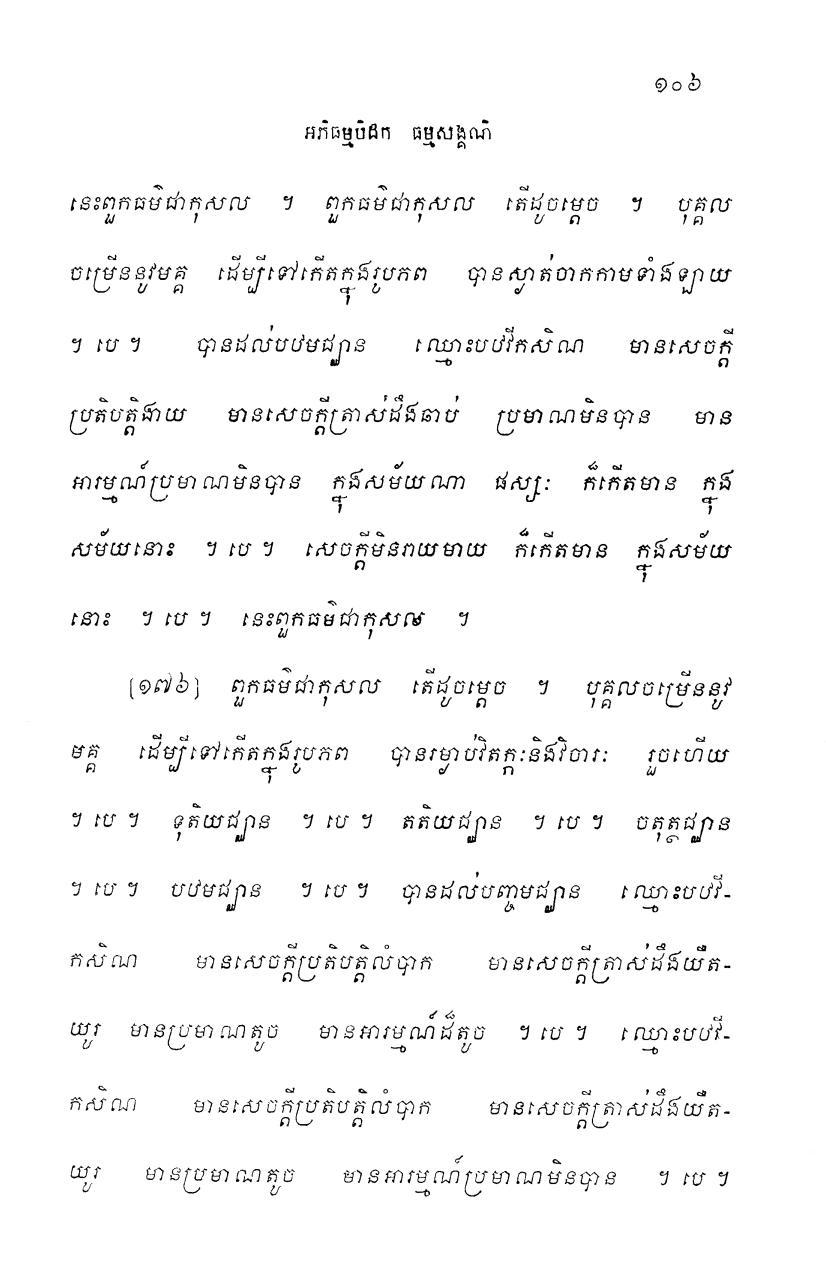 ១០៦
អភិធម្មបិដក ធម្មសង្គណិ
នេះពួកធម៌ជាកុសល ។ ពួកធម៌ជាកុសល តើដូចម្តេច ។ បុគ្គល
ចម្រើននូវមគ្គ ដើម្បីទៅកើតក្នុងរូបភព បានស្ងាត់ចាកកាមទាំងឡាយ
។ បេ ។ បានដល់បឋមជ្ឈាន ឈ្មោះបឋវីកសិណ មានសេចក្តី
ប្រតិបត្តិងាយ មានសេចក្តីត្រាស់ដឹងឆាប់ ប្រមាណមិនបាន មាន
អារម្មណ៍ប្រមាណមិនបាន ក្នុងសម័យណា ផស្សៈ ក៏កើតមាន ក្នុង
សម័យនោះ ។ បេ ។ សេចក្តីមិនរាយមាយ ក៏កើតមាន ក្នុងសម័យ
នោះ ។ បេ ។ នេះពួកធម៌ជាកុសល ។
[១៧៦] ពួកធម៌ជាកុសល តើដូចម្តេច ។ បុគ្គលចម្រើននូវ
មគ្គ ដើម្បីទៅកើតក្នុងរូបភព បានរម្ងាប់វិតក្កៈនិងវិចារៈ រួចហើយ
។ បេ ។ ទុតិយជ្ឈាន ។ បេ ។ តតិយជ្ឈាន ។ បេ ។ ចតុត្ថជ្ឈាន
។ បេ ។ បឋមជ្ឈាន ។ បេ ។ បានដល់បញ្ចមជ្ឈាន ឈ្មោះបឋវី-
កសិណ មានសេចក្តីប្រតិបត្តិលំបាក មានសេចក្តីត្រាស់ដឹងយឺត-
យូរ មានប្រមាណតូច មានអារម្មណ៍ដ៏តូច ។ បេ ។ ឈ្មោះបឋវី-
កសិណ មានសេចក្តីប្រតិបត្តិលំបាក មានសេចក្តីត្រាស់ដឹងយឺត-
យូរ មានប្រមាណតូច មានអារម្មណ៍ប្រមាណមិនបាន ។ បេ ។